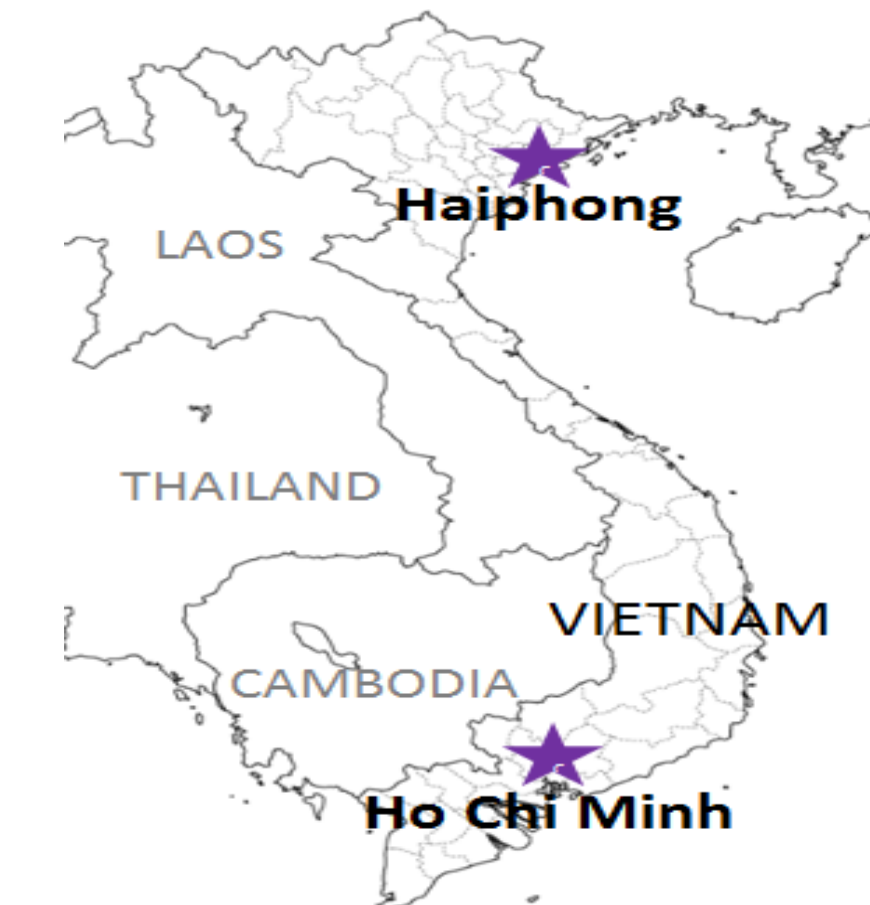 Haiphong
LAOS
THAILAND
VIETNAM
CAMBODIA
Ho Chi Minh